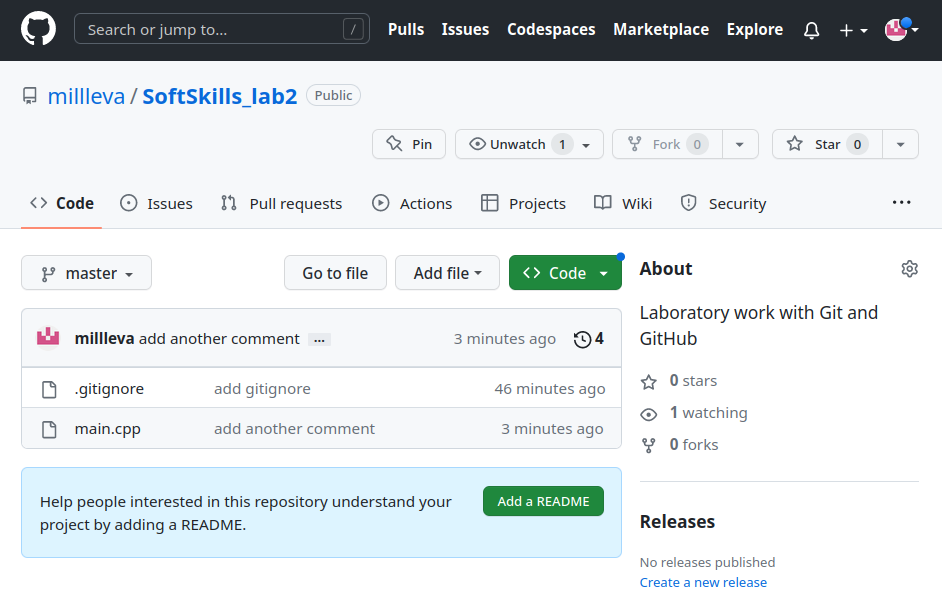 Search or jump to... / Pulls Issues Codespaces Marketplace Explore
millleva / SoftSkills_lab2 Public
Pin Unwatch 1 Fork 0 Star 0
Code Issues Pull requests Actions Projects Wiki Security ...
master Go to file Add file Code
millleva add another comment ... 3 minutes ago 4
.gitignore add gitignore 46 minutes ago
main.cpp add another comment 3 minutes ago
Help people interested in this repository understand your
project by adding a README.
Add a README
About
Laboratory work with Git and
GitHub
0 stars
1 watching
0 forks
Releases
No releases published
Create a new release